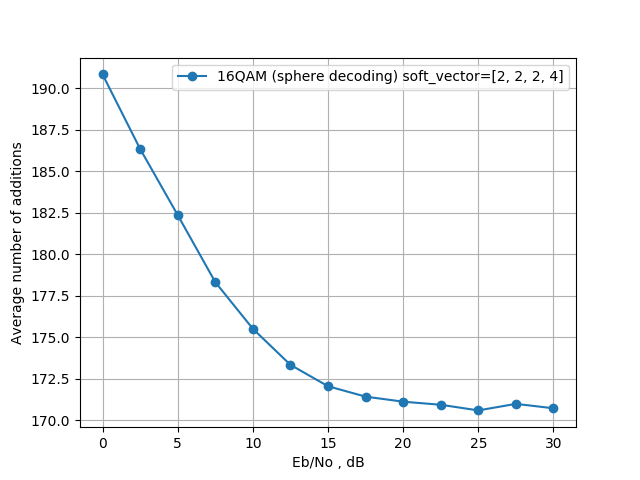 16QAM (sphere decoding) soft_vector=[2, 2, 2, 4]
Average number of additions
190.0
187.5
185.0
182.5
180.0
177.5
175.0
172.5
170.0
0 5 10 15 20 25 30
Eb/No , dB